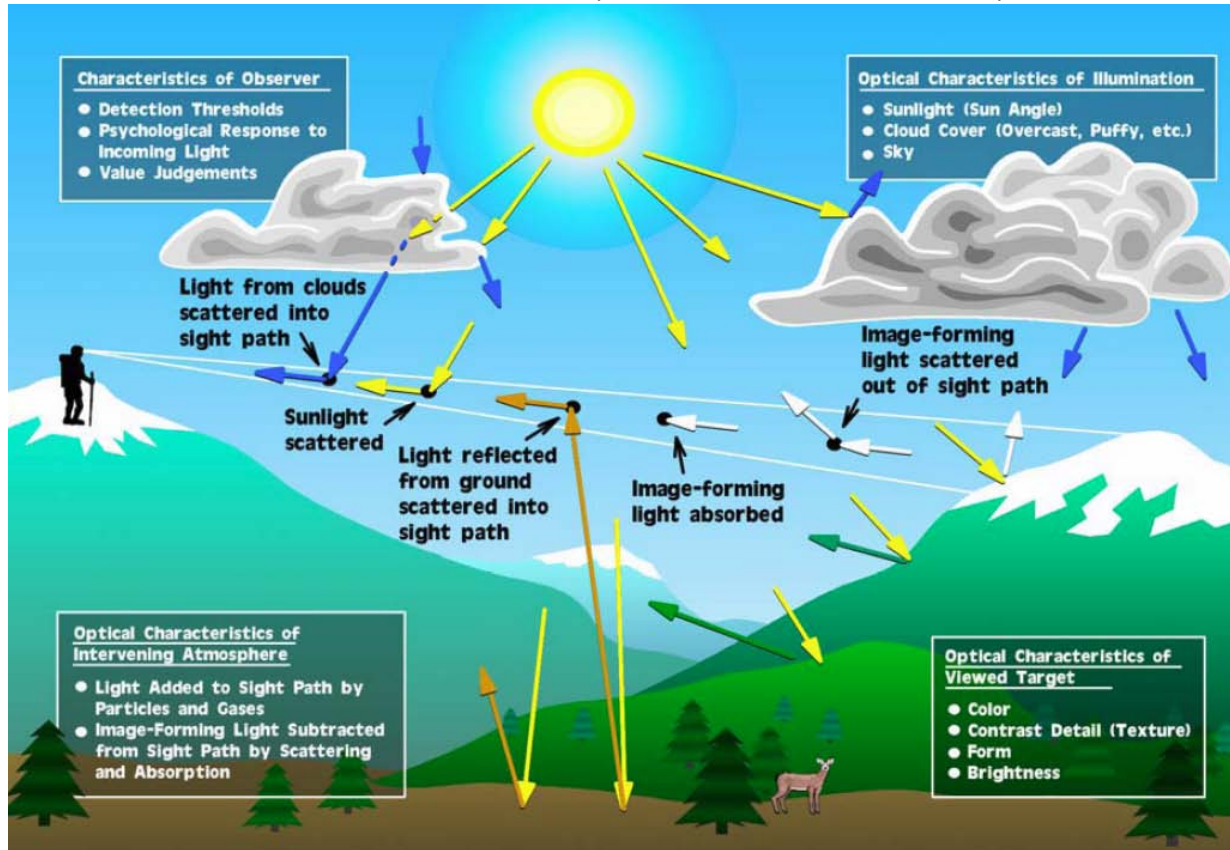 Characteristics of Observer
● Detection Thresholds
● Psychological Response to
Incoming Light
● Value Judgements
Optical Characteristics of Illumination
● Sunlight (Sun Angle)
● Cloud Cover (Overcast, Puffy, etc.)
● Sky
Light from clouds
scattered into
sight path
Sunlight
scattered
Light reflected
from ground
scattered into
sight path
Image-forming
light absorbed
Image-forming
light scattered
out of sight path
Optical Characteristics of
Intervening Atmosphere
● Light Added to Sight Path by
Particles and Gases
● Image-Forming Light Subtracted
from Sight Path by Scattering
and Absorption
Optical Characteristics of
Viewed Target
● Color
● Contrast Detail (Texture)
● Form
● Brightness